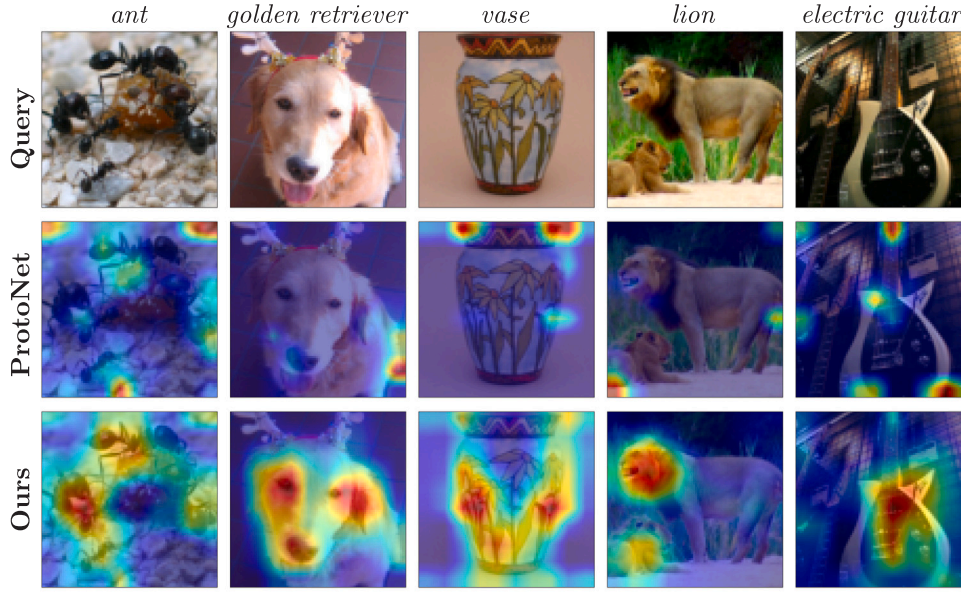 ant golden retriever vase lion electric guitar
Query
ProtoNet
Ours